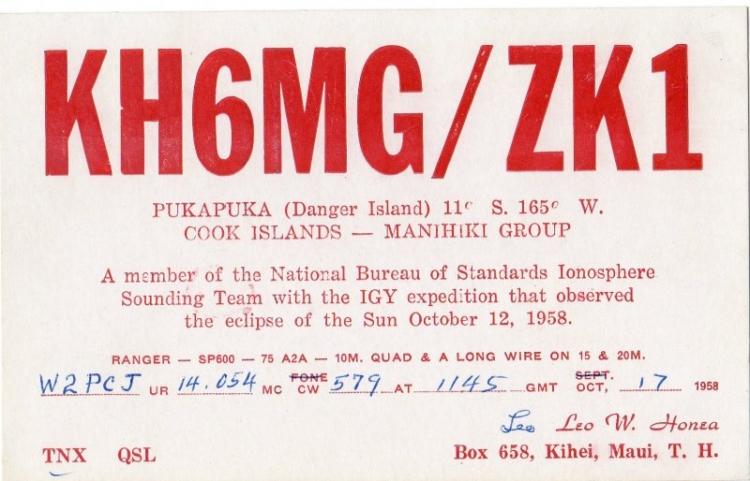 KH6MG/ZK1
PUKAPUKA (Danger Island) 11° S. 165° W.
COOK ISLANDS — MANIHIKI GROUP
A member of the National Bureau of Standards Ionosphere
Sounding Team with the IGY expedition that observed
the eclipse of the Sun October 12, 1958.
RANGER — SP600 — 75 A2A — 10M. QUAD & A LONG WIRE ON 15 & 20M.
FONE SEPT.
W2PCJ UR 14.054 MC CW 579 AT 1145 GMT OCT, 17 1958
Leo Leo W. Honea
TNX QSL Box 658, Kihei, Maui, T. H.